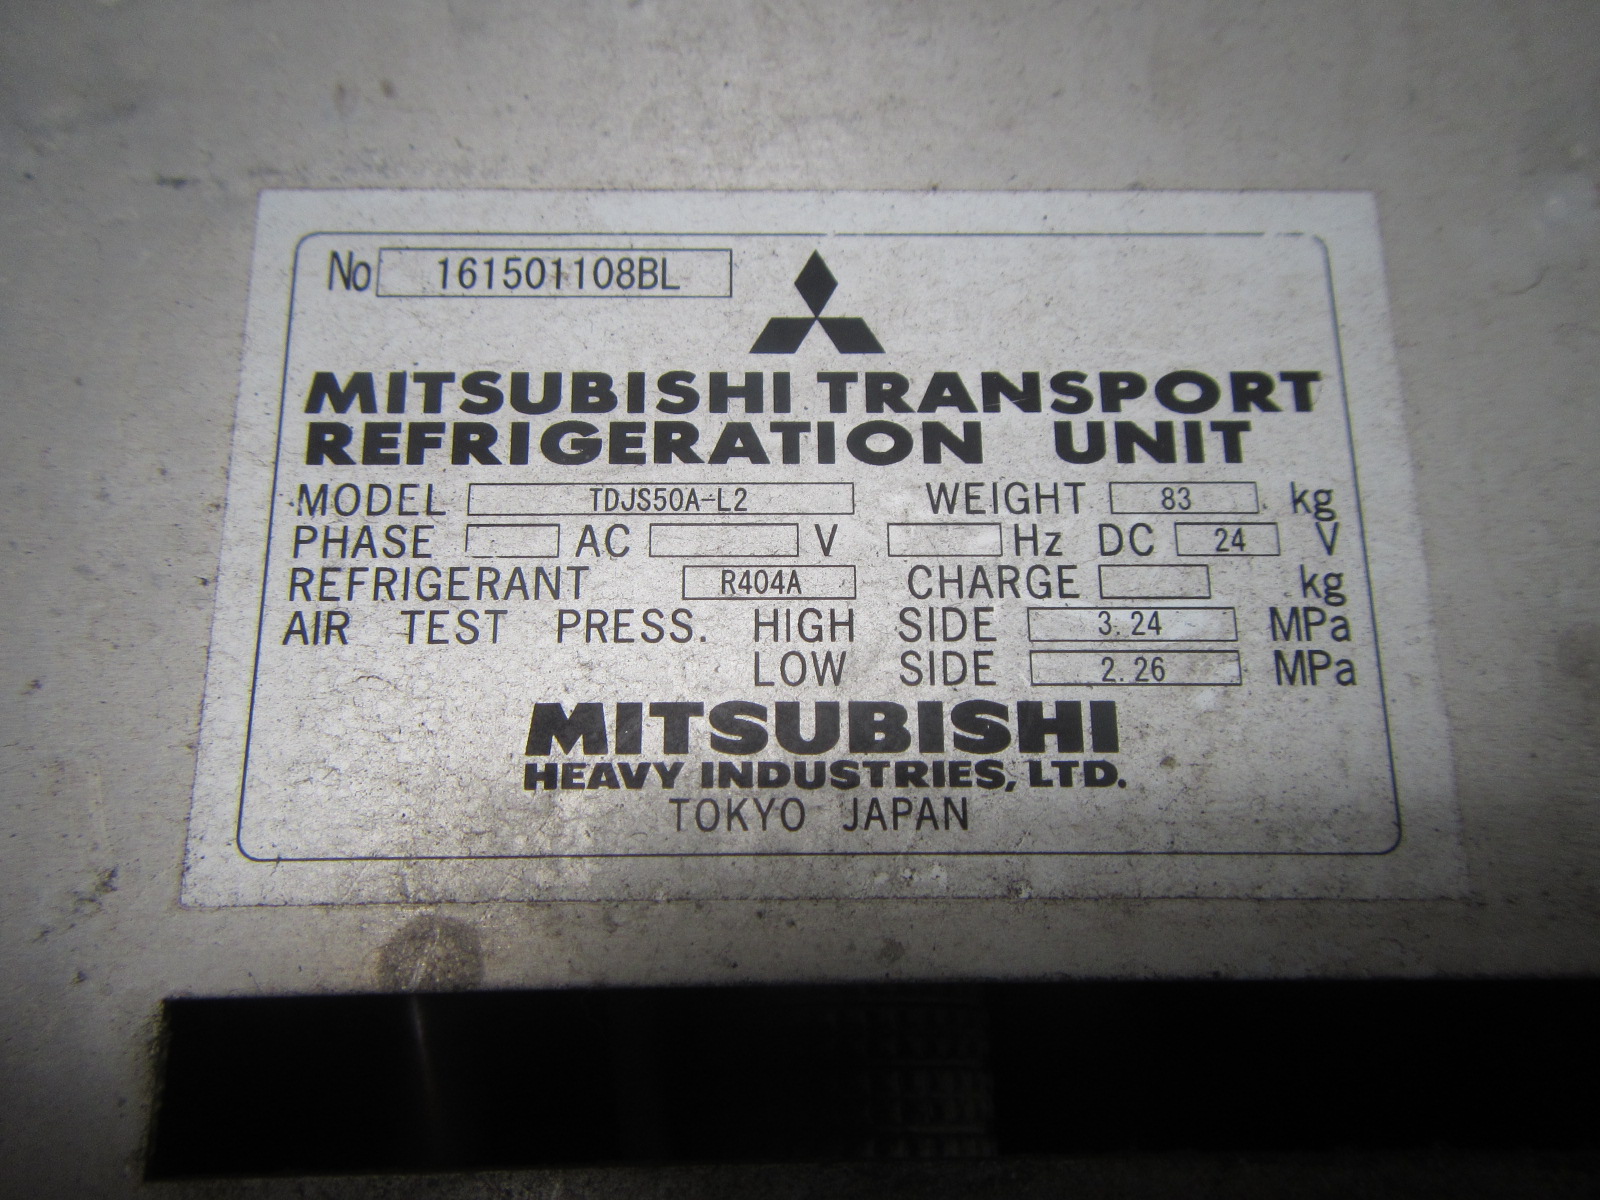 No 161501108BL
MITSUBISHI TRANSPORT
REFRIGERATION UNIT
MODEL TDJS50A-L2 WEIGHT 83 kg
PHASE AC V Hz DC 24 V
REFRIGERANT R404A CHARGE kg
AIR TEST PRESS. HIGH SIDE 3.24 MPa
LOW SIDE 2.26 MPa
MITSUBISHI
HEAVY INDUSTRIES, LTD.
TOKYO JAPAN